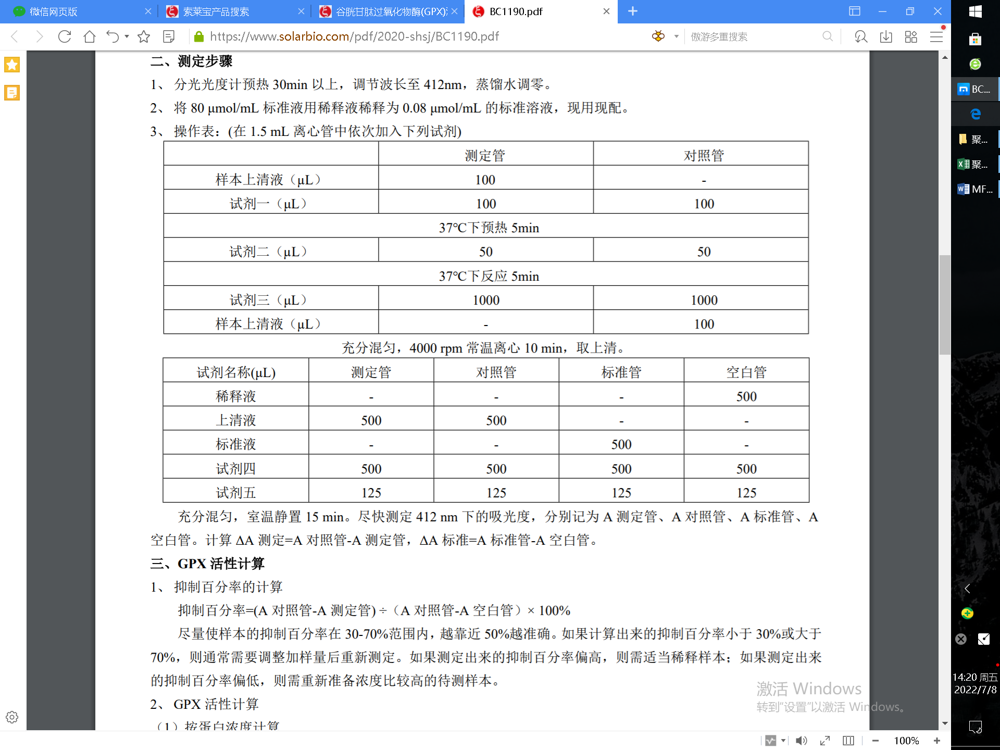 微信网页版
索莱宝产品搜索
谷胱甘肽过氧化物酶(GPX)
BC1190.pdf
https://www.solarbio.com/pdf/2020-shsj/BC1190.pdf
傲游多重搜索
二、测定步骤
1、 分光光度计预热 30min 以上，调节波长至 412nm，蒸馏水调零。
2、 将 80 μmol/mL 标准液用稀释液稀释为 0.08 μmol/mL 的标准溶液，现用现配。
3、 操作表：(在 1.5 mL 离心管中依次加入下列试剂)
测定管 对照管
样本上清液（μL） 100 -
试剂一（μL） 100 100
37℃下预热 5min
试剂二（μL） 50 50
37℃下反应 5min
试剂三（μL） 1000 1000
样本上清液（μL） - 100
充分混匀，4000 rpm 常温离心 10 min，取上清。
试剂名称(μL) 测定管 对照管 标准管 空白管
稀释液 - - - 500
上清液 500 500 - -
标准液 - - 500 -
试剂四 500 500 500 500
试剂五 125 125 125 125
充分混匀，室温静置 15 min。尽快测定 412 nm 下的吸光度，分别记为 A 测定管、A 对照管、A 标准管、A
空白管。计算 ΔA 测定=A 对照管-A 测定管，ΔA 标准=A 标准管-A 空白管。
三、GPX 活性计算
1、 抑制百分率的计算
抑制百分率=(A 对照管-A 测定管) ÷（A 对照管-A 空白管）× 100%
尽量使样本的抑制百分率在 30-70%范围内，越靠近 50%越准确。如果计算出来的抑制百分率小于 30%或大于
70%，则通常需要调整加样量后重新测定。如果测定出来的抑制百分率偏高，则需适当稀释样本；如果测定出来
的抑制百分率偏低，则需重新准备浓度比较高的待测样本。
2、 GPX 活性计算
（1）按蛋白浓度计算
激活 Windows
转到"设置"以激活 Windows。
100%
BC...
聚...
聚...
MF...
14:20 周五
2022/7/8